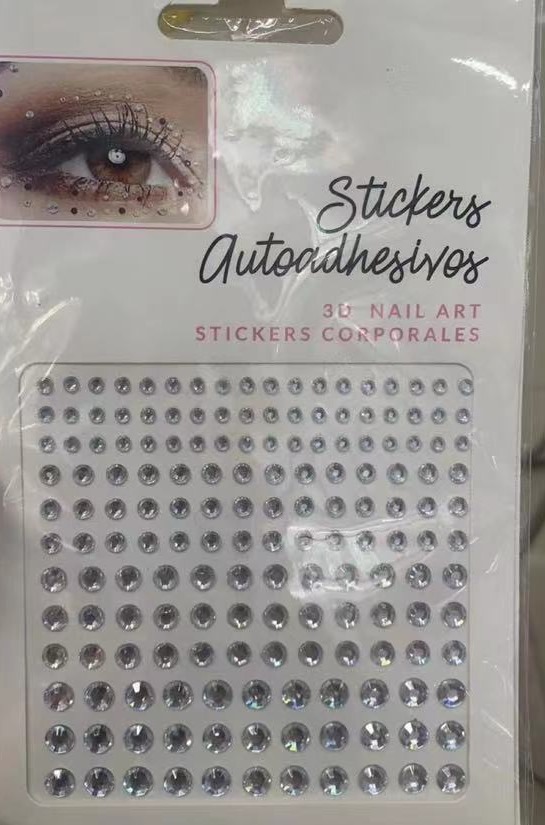 Stickers
Autoadhesivos
3D NAIL ART
STICKERS CORPORALES